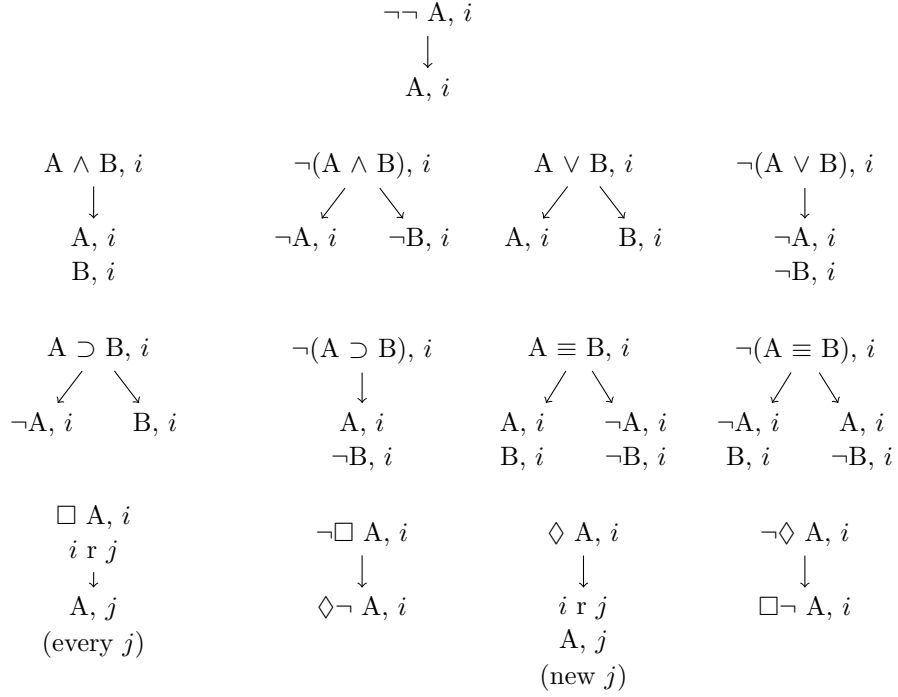 ¬¬ A, i
A, i
A ∧ B, i
A, i
B, i
¬(A ∧ B), i
¬A, i ¬B, i
A ∨ B, i
A, i B, i
¬(A ∨ B), i
¬A, i
¬B, i
A ⊃ B, i
¬A, i B, i
¬(A ⊃ B), i
A, i
¬B, i
A ≡ B, i
A, i ¬A, i
B, i ¬B, i
¬(A ≡ B), i
¬A, i A, i
B, i ¬B, i
□ A, i
i r j
A, j
(every j)
¬□ A, i
◊¬ A, i
◊ A, i
i r j
A, j
(new j)
¬◊ A, i
□¬ A, i